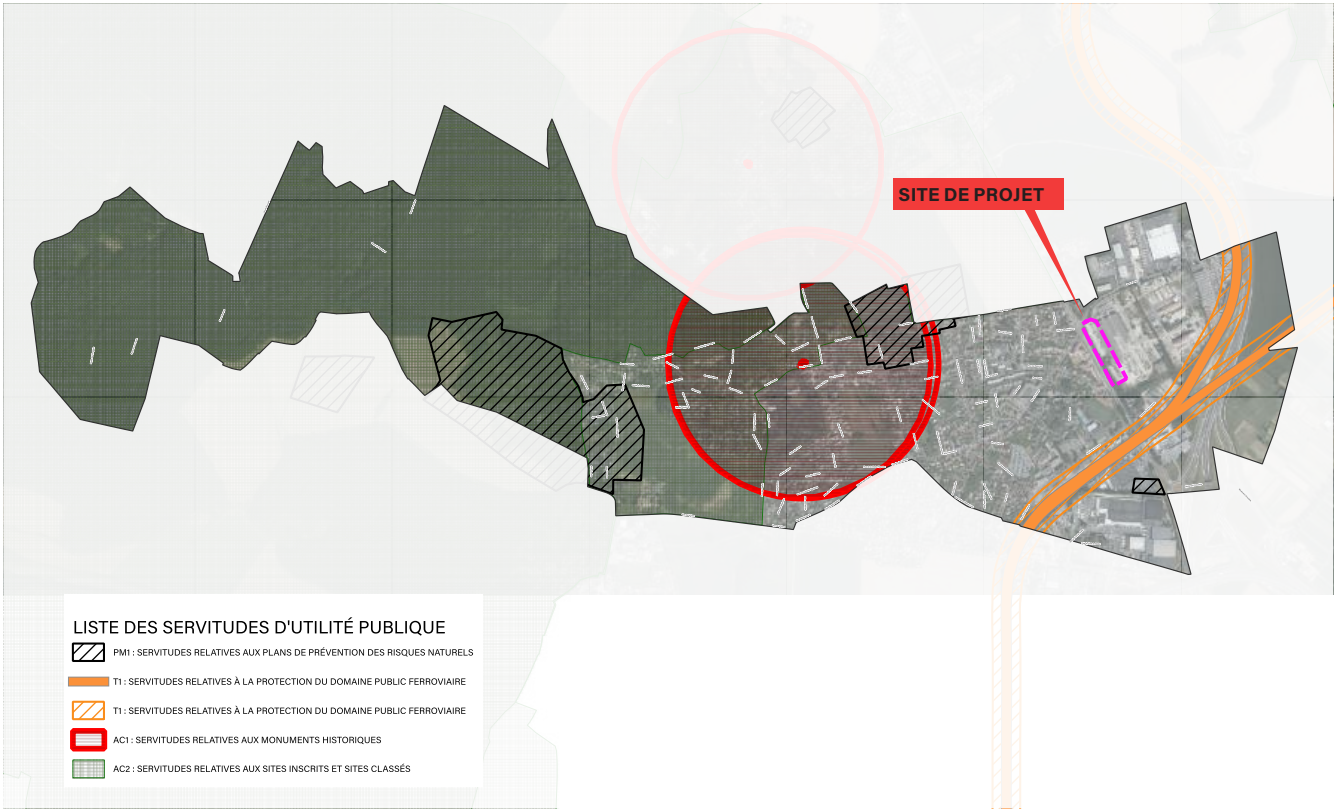 SITE DE PROJET
LISTE DES SERVITUDES D'UTILITÉ PUBLIQUE
PM1 : SERVITUDES RELATIVES AUX PLANS DE PRÉVENTION DES RISQUES NATURELS
T1 : SERVITUDES RELATIVES À LA PROTECTION DU DOMAINE PUBLIC FERROVIAIRE
T1 : SERVITUDES RELATIVES À LA PROTECTION DU DOMAINE PUBLIC FERROVIAIRE
AC1 : SERVITUDES RELATIVES AUX MONUMENTS HISTORIQUES
AC2 : SERVITUDES RELATIVES AUX SITES INSCRITS ET SITES CLASSÉS